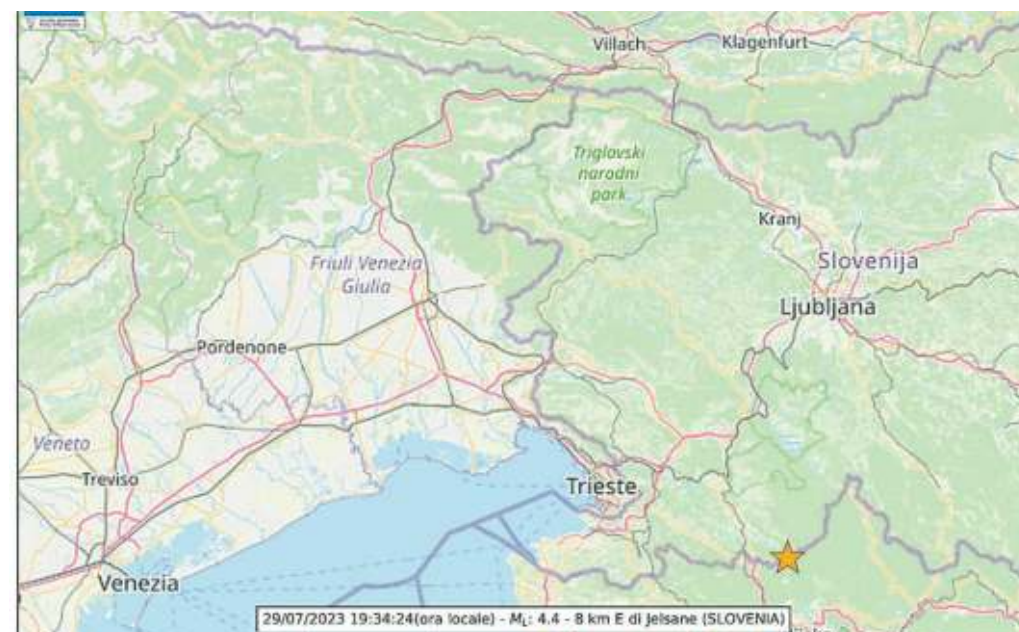 Villach
Klagenfurt
Triglavski
narodni
park
Kranj
Friuli Venezia
Giulia
Slovenija
Ljubljana
Pordenone
Veneto
Treviso
Trieste
Venezia
29/07/2023 19:34:24(ora locale) - ML: 4.4 - 8 km E di Jelsane (SLOVENIA)